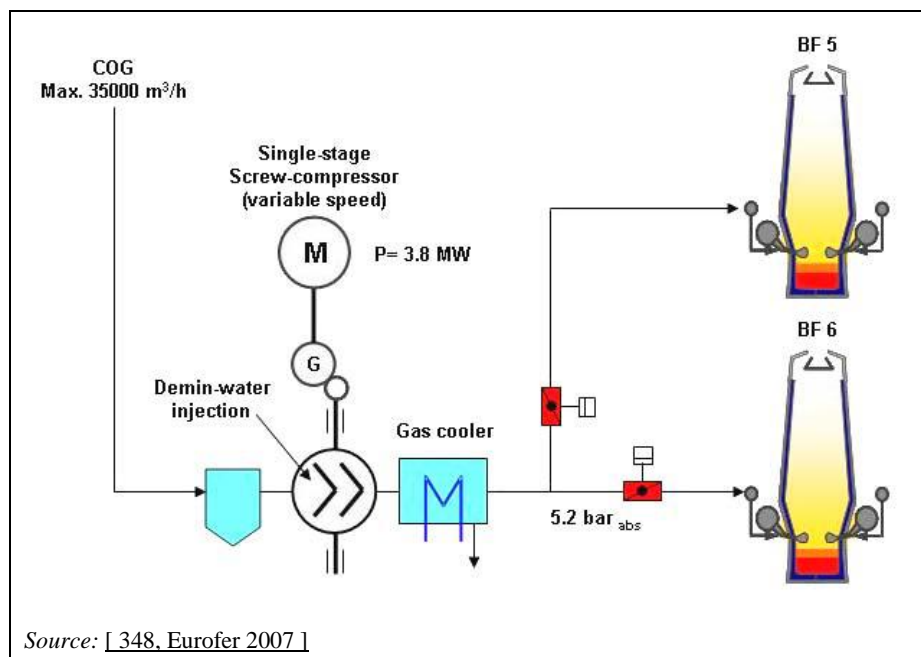 COG
Max. 35000 m³/h
Single-stage
Screw-compressor
(variable speed)
M
P= 3.8 MW
G
Demin-water
injection
Gas cooler
5.2 bar abs
BF 5
BF 6
Source: [ 348, Eurofer 2007 ]